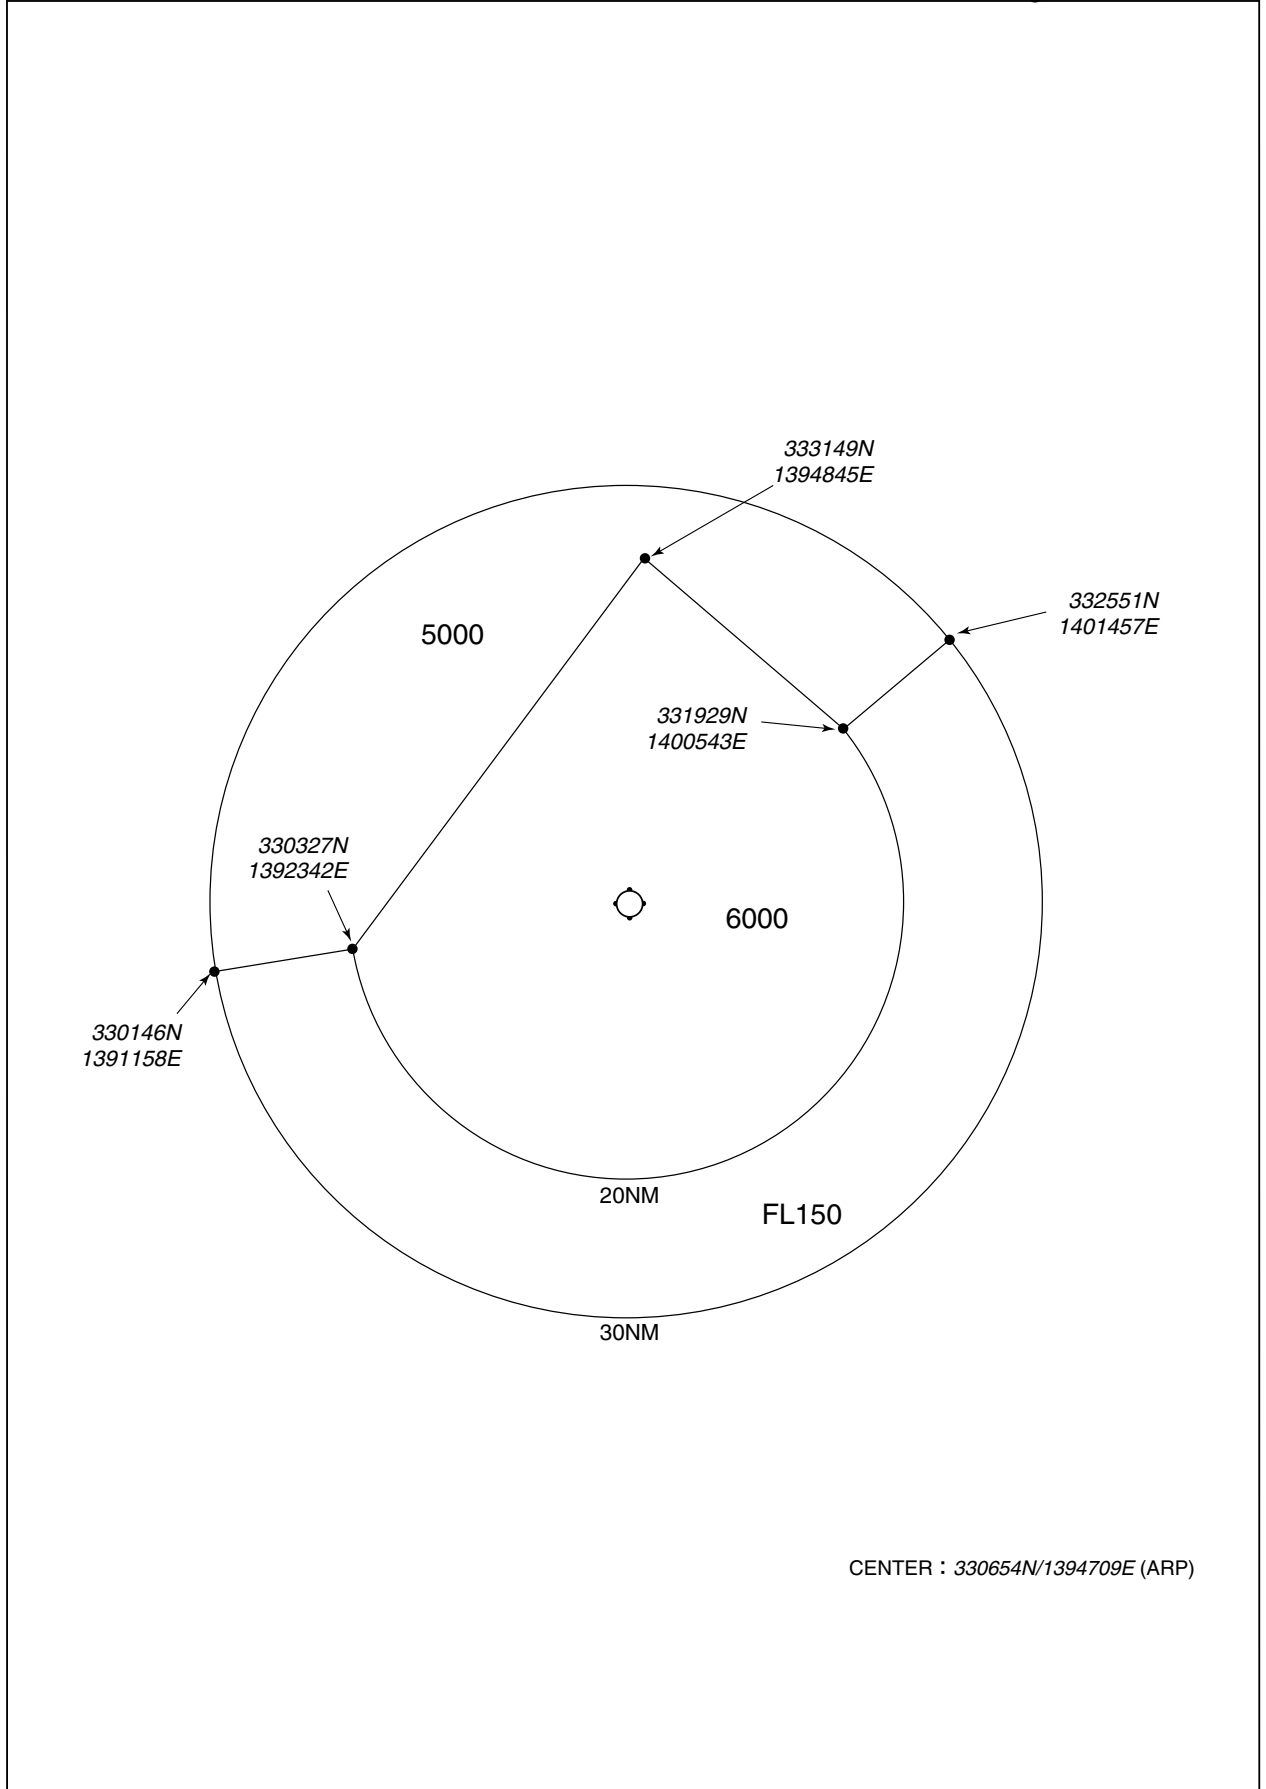 333149N
1394845E
332551N
1401457E
5000
331929N
1400543E
330327N
1392342E
6000
330146N
1391158E
20NM
FL150
30NM
CENTER：330654N/1394709E (ARP)